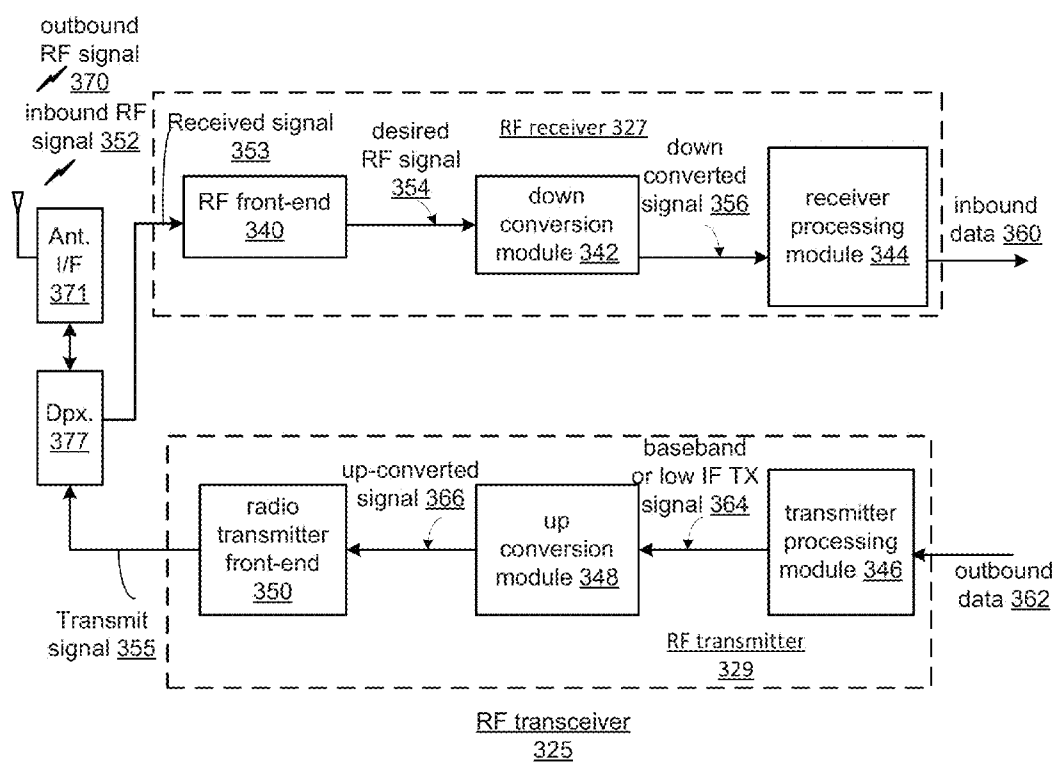 outbound
RF signal
370
inbound RF
signal 352
Ant.
I/F
371
Dpx.
377
Received signal
353
RF front-end
340
desired
RF signal
354
RF receiver 327
down
conversion
module 342
down
converted
signal 356
receiver
processing
module 344
inbound
data 360
radio
transmitter
front-end
350
up-converted
signal 366
up
conversion
module 348
baseband
or low IF TX
signal 364
transmitter
processing
module 346
outbound
data 362
Transmit
signal 355
RF transmitter
329
RF transceiver
325